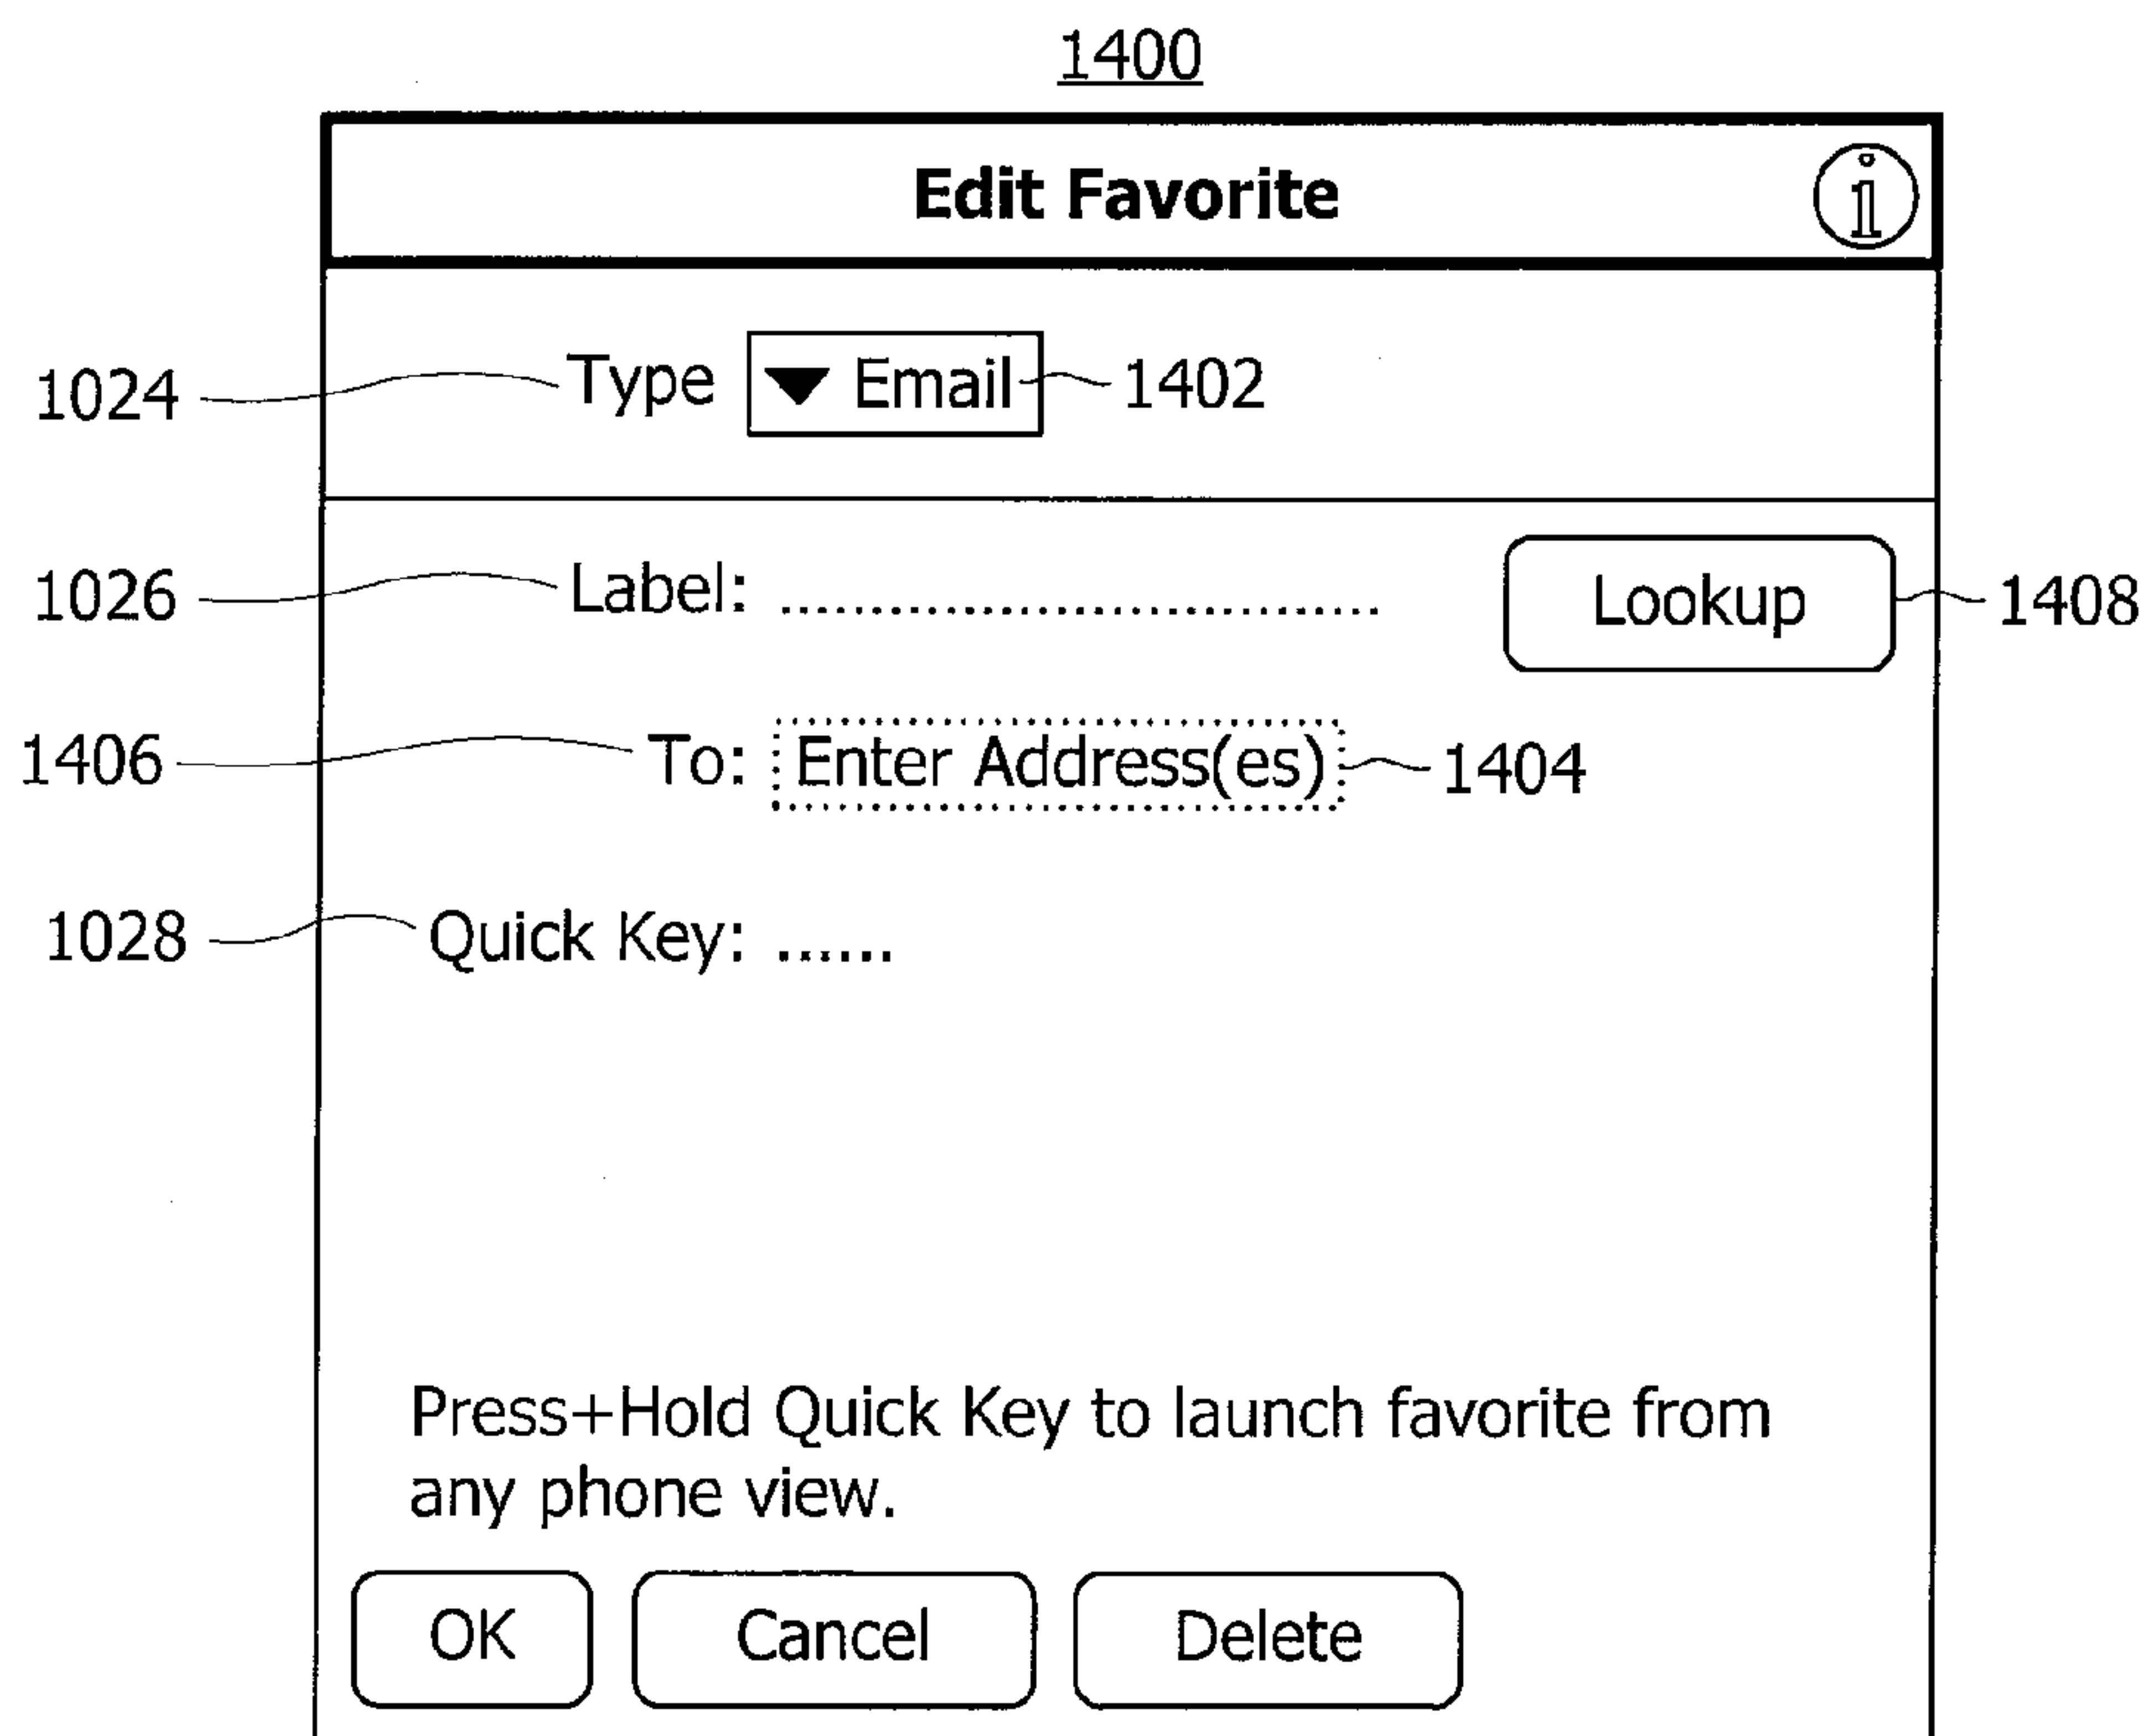 1400
Edit Favorite i
1024 Type Email 1402
1026 Label: Lookup 1408
1406 To: Enter Address(es) 1404
1028 Quick Key: ......
Press+Hold Quick Key to launch favorite from
any phone view.
OK Cancel Delete